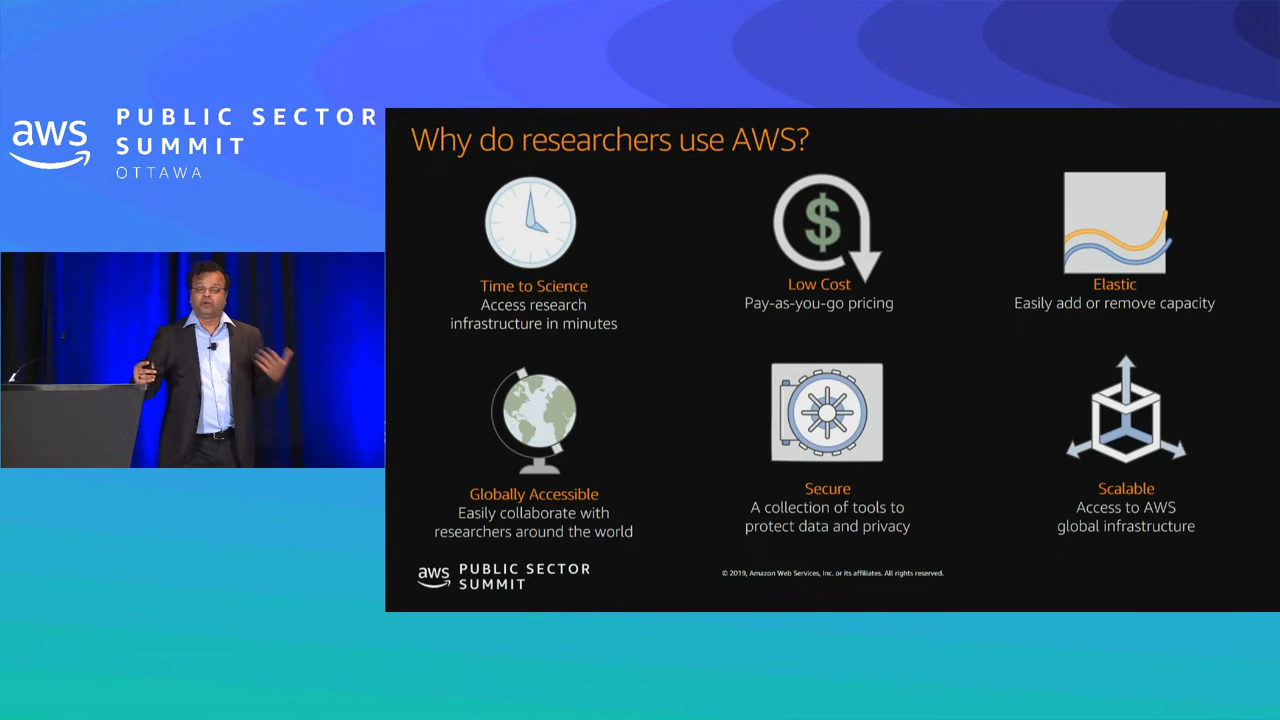 aws
PUBLIC SECTOR
SUMMIT
OTTAWA
Why do researchers use AWS?
$
Time to Science
Access research
infrastructure in minutes
Low Cost
Pay-as-you-go pricing
Elastic
Easily add or remove capacity
Globally Accessible
Easily collaborate with
researchers around the world
Secure
A collection of tools to
protect data and privacy
Scalable
Access to AWS
global infrastructure
aws
PUBLIC SECTOR
SUMMIT
© 2019, Amazon Web Services, Inc. or its affiliates. All rights reserved.